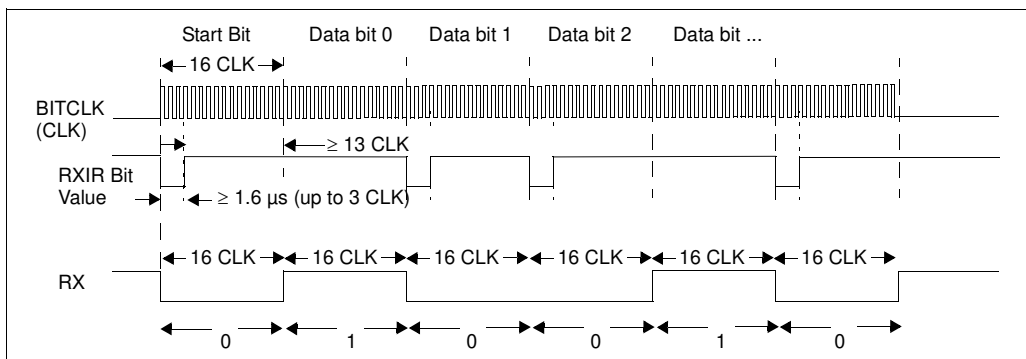 Start Bit Data bit 0 Data bit 1 Data bit 2 Data bit ...
16 CLK
BITCLK
(CLK)
≥ 13 CLK
RXIR Bit
Value
≥ 1.6 µs (up to 3 CLK)
16 CLK 16 CLK 16 CLK 16 CLK 16 CLK 16 CLK
RX
0 1 0 0 1 0